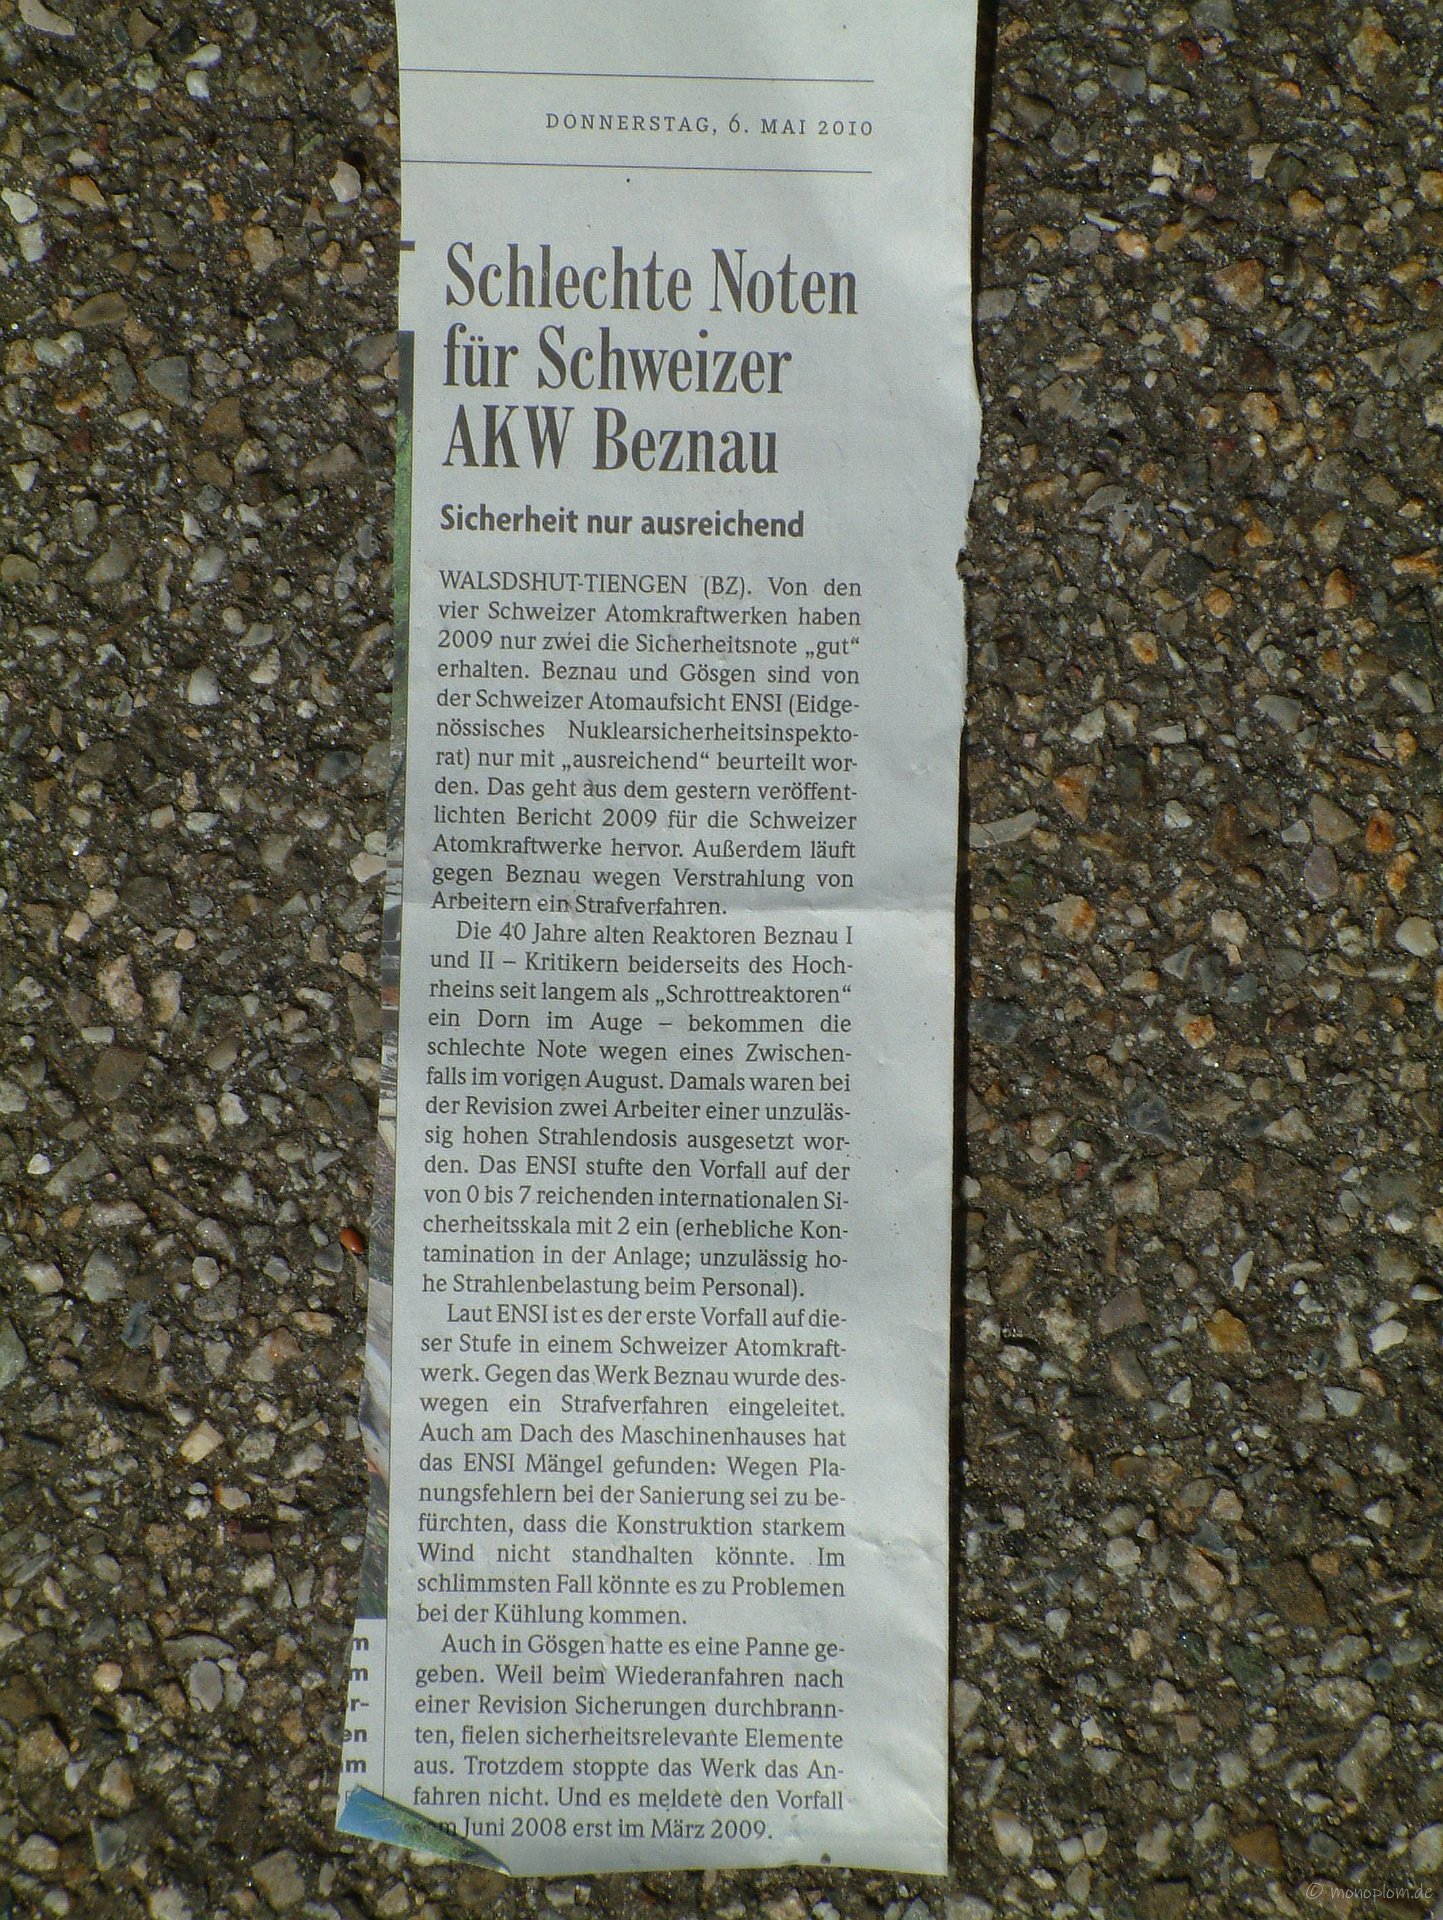 DONNERSTAG, 6. MAI 2010
Schlechte Noten
für Schweizer
AKW Beznau
Sicherheit nur ausreichend
WALSDSHUT-TIENGEN (BZ). Von den
vier Schweizer Atomkraftwerken haben
2009 nur zwei die Sicherheitsnote „gut“
erhalten. Beznau und Gösgen sind von
der Schweizer Atomaufsicht ENSI (Eidge-
nössisches Nuklearsicherheitsinspekto-
rat) nur mit „ausreichend“ beurteilt wor-
den. Das geht aus dem gestern veröffent-
lichten Bericht 2009 für die Schweizer
Atomkraftwerke hervor. Außerdem läuft
gegen Beznau wegen Verstrahlung von
Arbeitern ein Strafverfahren.
Die 40 Jahre alten Reaktoren Beznau I
und II – Kritikern beiderseits des Hoch-
rheins seit langem als „Schrottreaktoren“
ein Dorn im Auge – bekommen die
schlechte Note wegen eines Zwischen-
falls im vorigen August. Damals waren bei
der Revision zwei Arbeiter einer unzuläs-
sig hohen Strahlendosis ausgesetzt wor-
den. Das ENSI stufte den Vorfall auf der
von 0 bis 7 reichenden internationalen Si-
cherheitsskala mit 2 ein (erhebliche Kon-
tamination in der Anlage; unzulässig ho-
he Strahlenbelastung beim Personal).
Laut ENSI ist es der erste Vorfall auf die-
ser Stufe in einem Schweizer Atomkraft-
werk. Gegen das Werk Beznau wurde des-
wegen ein Strafverfahren eingeleitet.
Auch am Dach des Maschinenhauses hat
das ENSI Mängel gefunden: Wegen Pla-
nungsfehlern bei der Sanierung sei zu be-
fürchten, dass die Konstruktion starkem
Wind nicht standhalten könnte. Im
schlimmsten Fall könnte es zu Problemen
bei der Kühlung kommen.
Auch in Gösgen hatte es eine Panne ge-
geben. Weil beim Wiederanfahren nach
einer Revision Sicherungen durchbrann-
ten, fielen sicherheitsrelevante Elemente
aus. Trotzdem stoppte das Werk das An-
fahren nicht. Und es meldete den Vorfall
Juni 2008 erst im März 2009.
m
m
r-
en
m
© monoplom.de